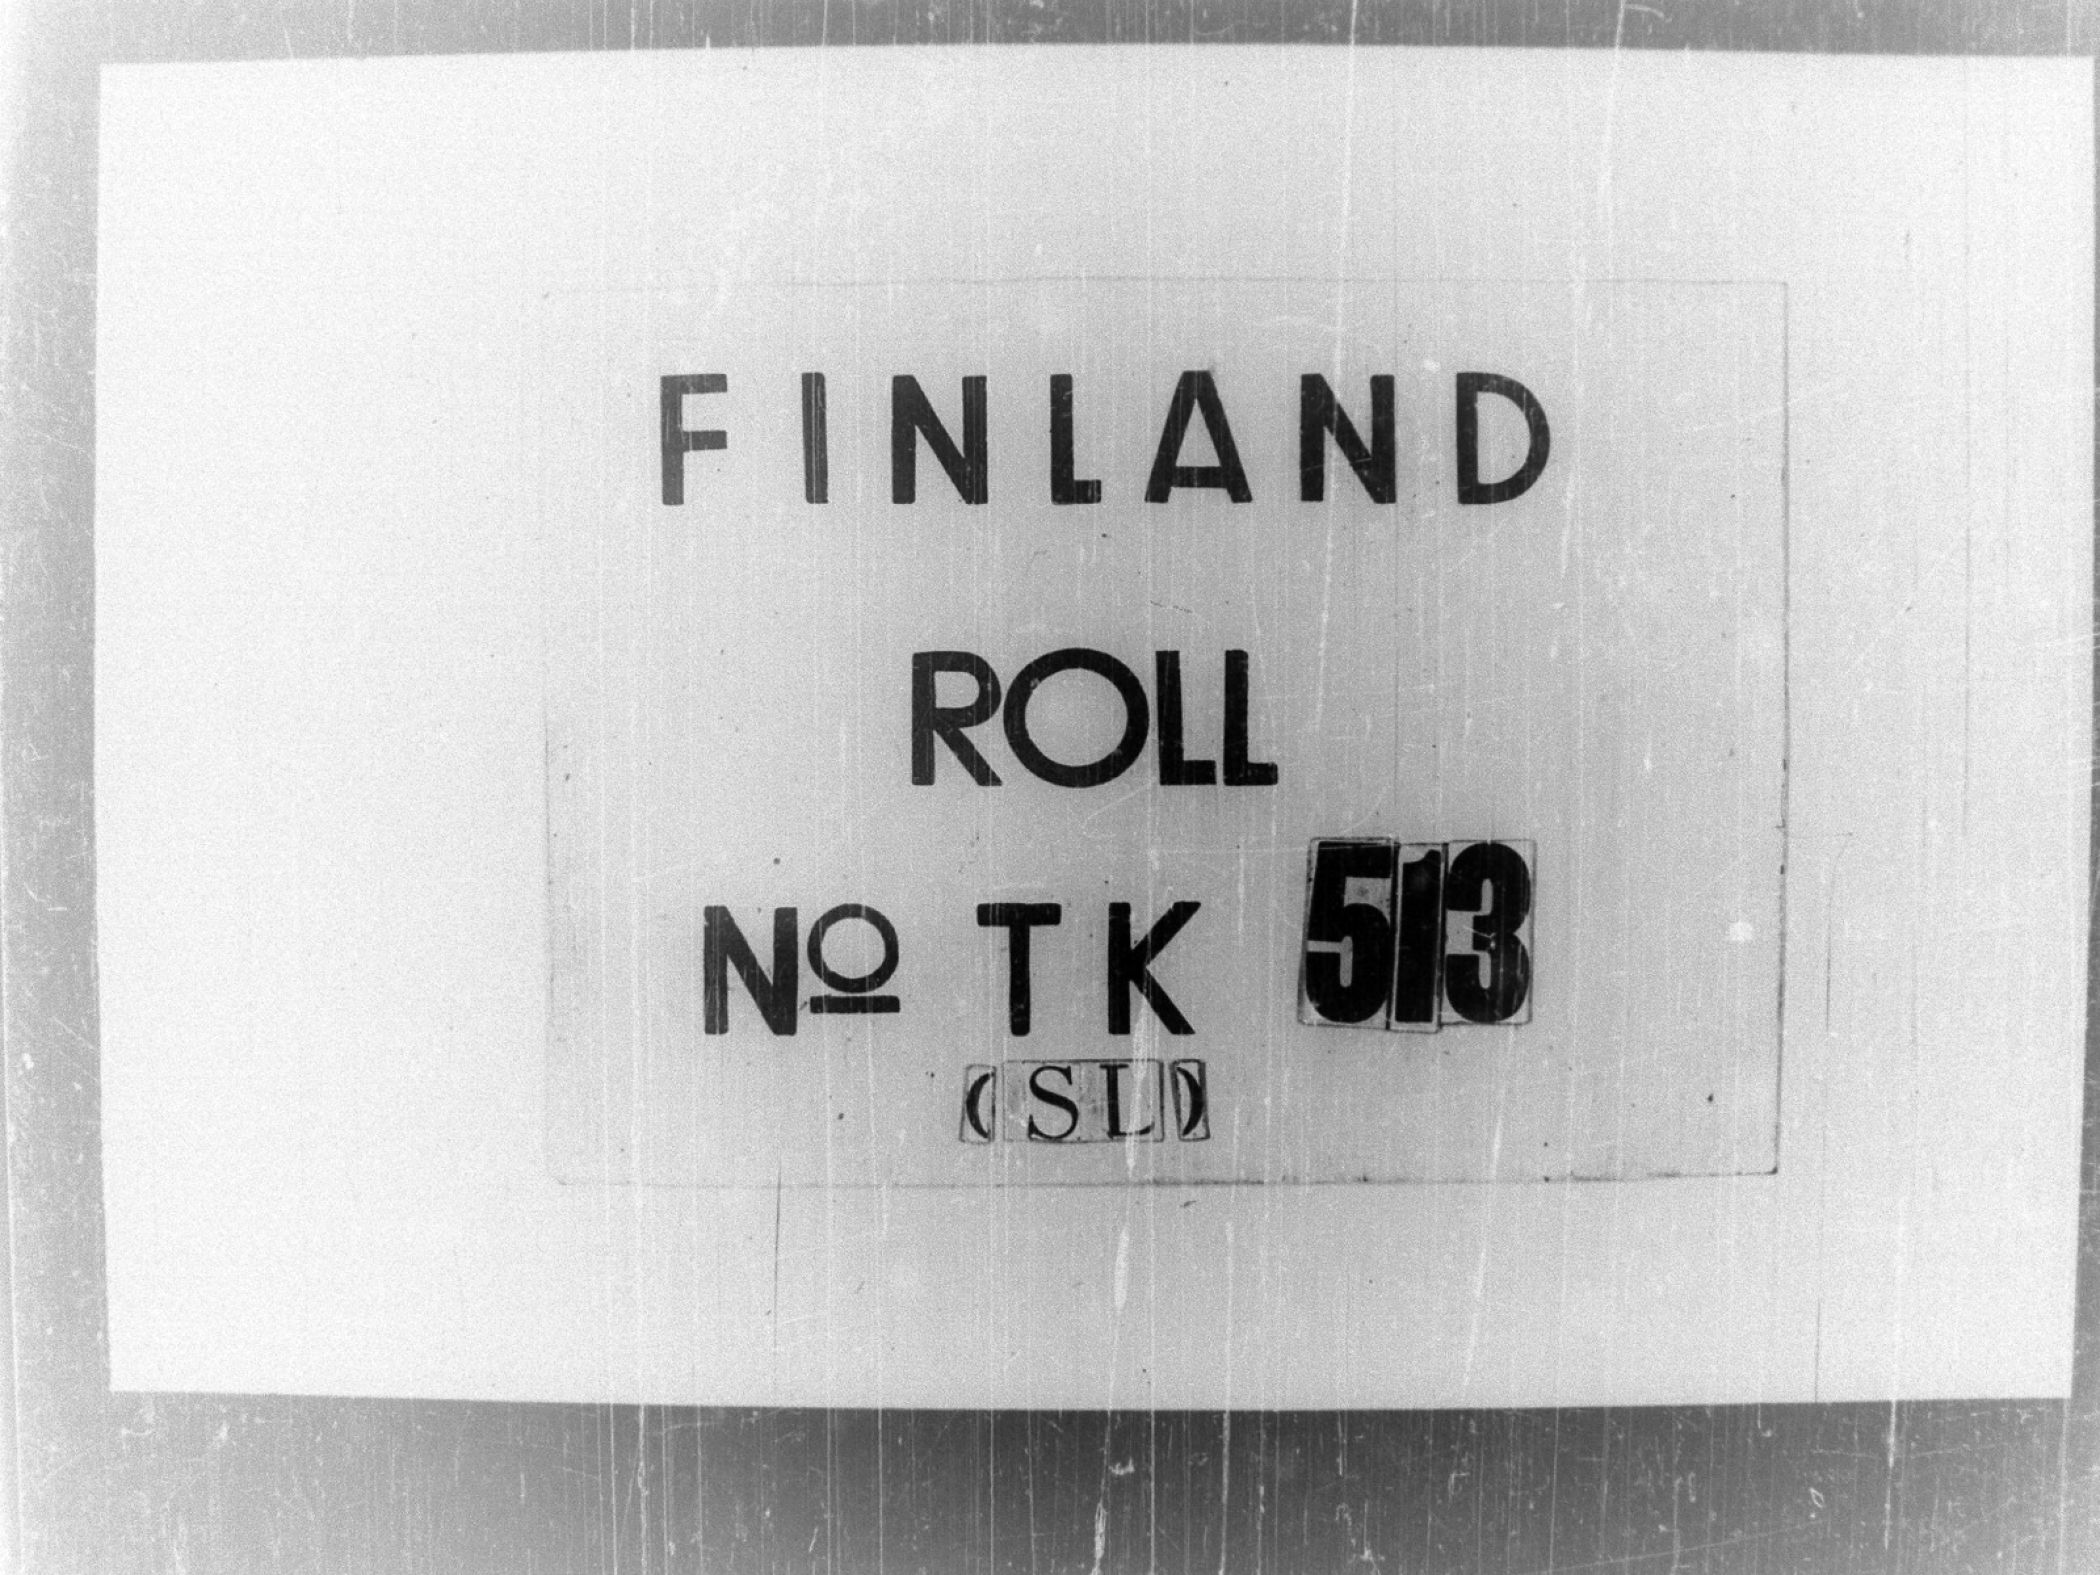 FINLAND
ROLL
Nº TK 513
(SL)